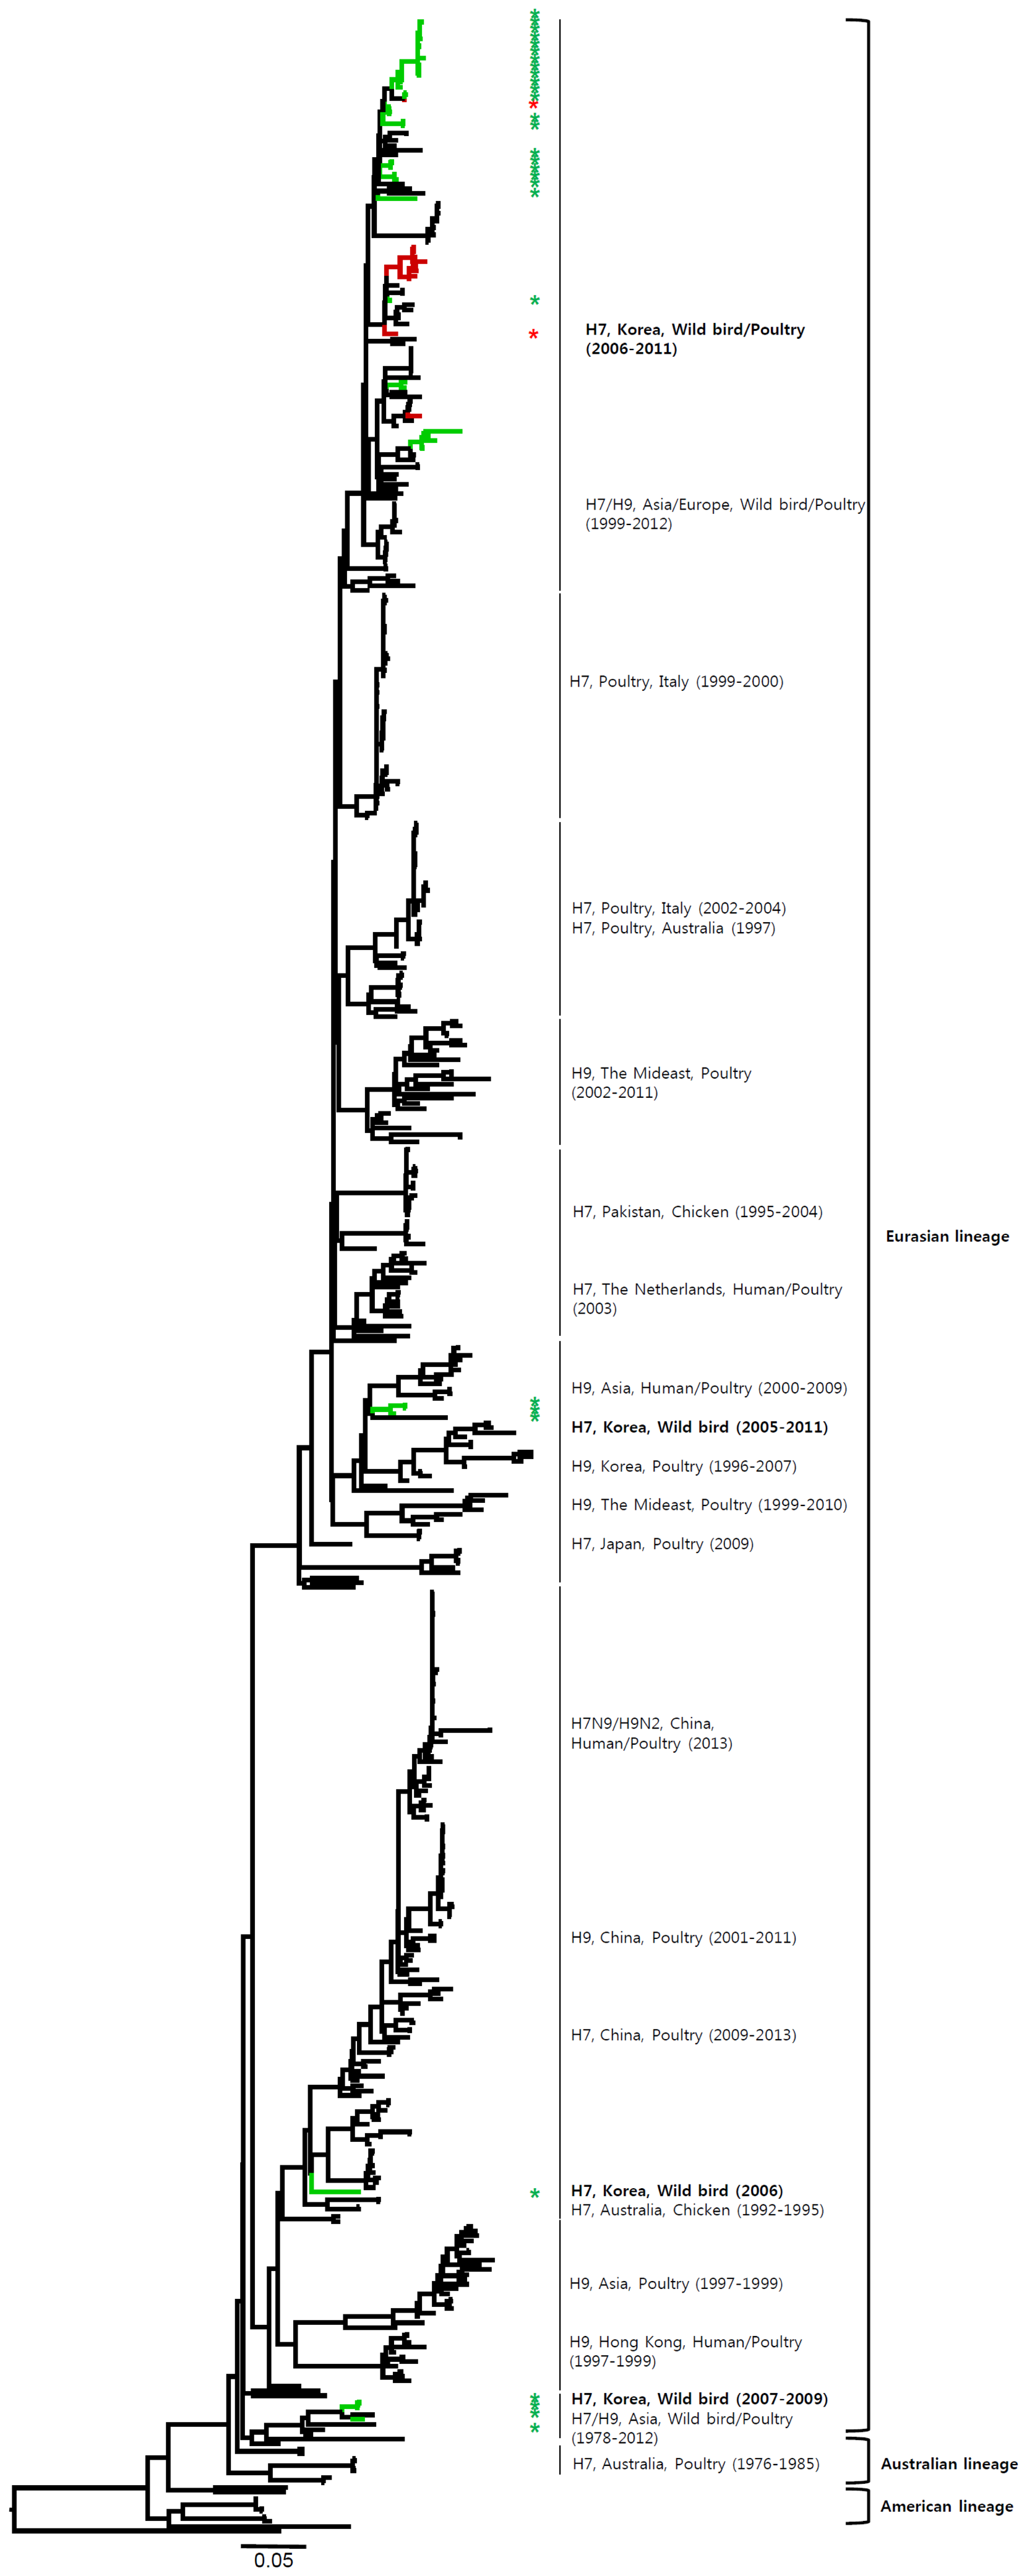 *
*
*
*
*
H7, Korea, Wild bird/Poultry
(2006-2011)
H7/H9, Asia/Europe, Wild bird/Poultry
(1999-2012)
H7, Poultry, Italy (1999-2000)
H7, Poultry, Italy (2002-2004)
H7, Poultry, Australia (1997)
H9, The Mideast, Poultry
(2002-2011)
H7, Pakistan, Chicken (1995-2004)
Eurasian lineage
H7, The Netherlands, Human/Poultry
(2003)
H9, Asia, Human/Poultry (2000-2009)
H7, Korea, Wild bird (2005-2011)
H9, Korea, Poultry (1996-2007)
H9, The Mideast, Poultry (1999-2010)
H7, Japan, Poultry (2009)
H7N9/H9N2, China,
Human/Poultry (2013)
H9, China, Poultry (2001-2011)
H7, China, Poultry (2009-2013)
* H7, Korea, Wild bird (2006)
H7, Australia, Chicken (1992-1995)
H9, Asia, Poultry (1997-1999)
H9, Hong Kong, Human/Poultry
(1997-1999)
H7, Korea, Wild bird (2007-2009)
H7/H9, Asia, Wild bird/Poultry
(1978-2012)
H7, Australia, Poultry (1976-1985)
Australian lineage
American lineage
0.05